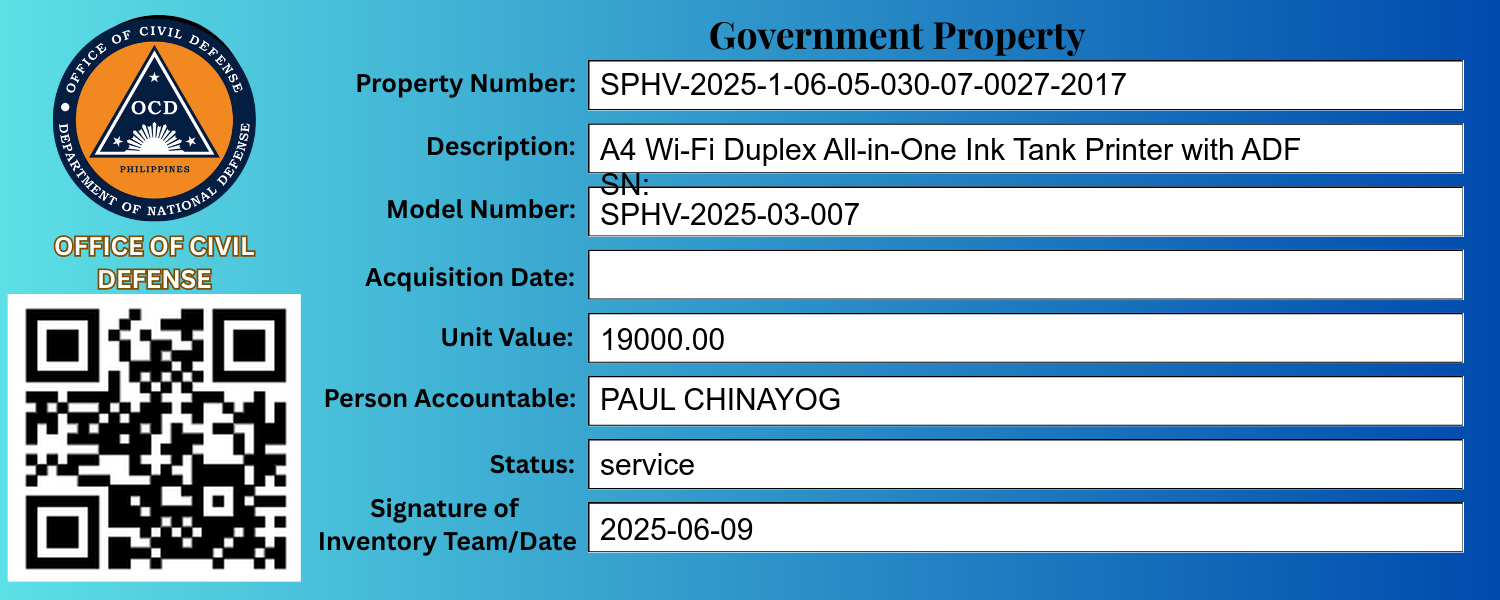 OFFICE OF CIVIL DEFENSE
OCD
PHILIPPINES
DEPARTMENT OF NATIONAL DEFENSE
OFFICE OF CIVIL
DEFENSE
Government Property
Property Number: SPHV-2025-1-06-05-030-07-0027-2017
Description: A4 Wi-Fi Duplex All-in-One Ink Tank Printer with ADF
SN:
Model Number: SPHV-2025-03-007
Acquisition Date:
Unit Value: 19000.00
Person Accountable: PAUL CHINAYOG
Status: service
Signature of
Inventory Team/Date 2025-06-09